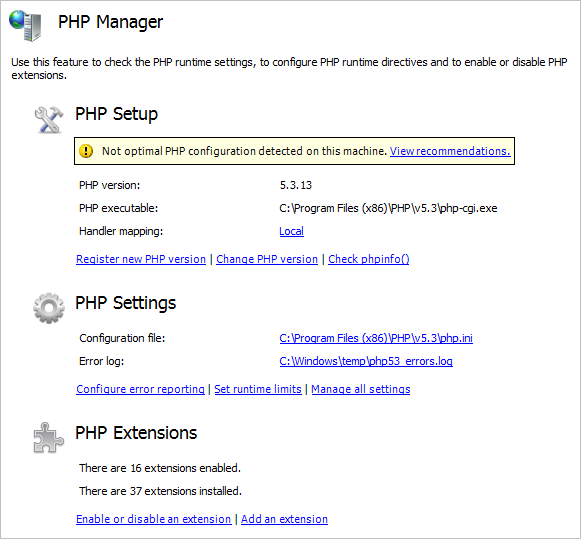 PHP Manager
Use this feature to check the PHP runtime settings, to configure PHP runtime directives and to enable or disable PHP
extensions.
PHP Setup
Not optimal PHP configuration detected on this machine. View recommendations.
PHP version: 5.3.13
PHP executable: C:\Program Files (x86)\PHP\v5.3\php-cgi.exe
Handler mapping: Local
Register new PHP version | Change PHP version | Check phpinfo()
PHP Settings
Configuration file: C:\Program Files (x86)\PHP\v5.3\php.ini
Error log: C:\Windows\temp\php53_errors.log
Configure error reporting | Set runtime limits | Manage all settings
PHP Extensions
There are 16 extensions enabled.
There are 37 extensions installed.
Enable or disable an extension | Add an extension